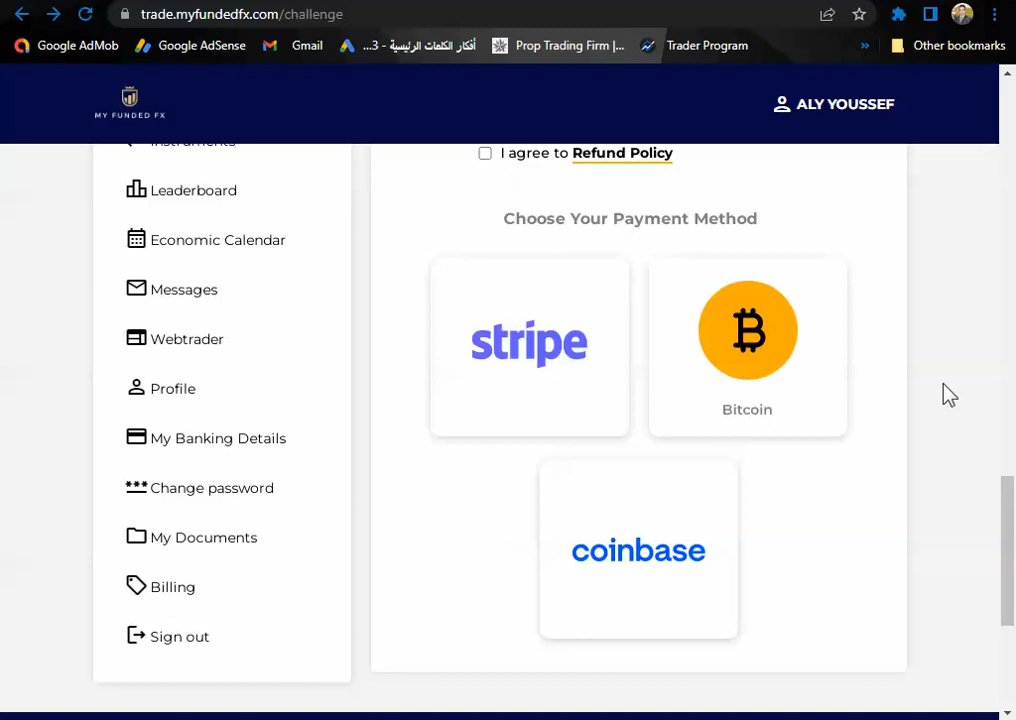 trade.myfundedfx.com/challenge
Google AdMob
Google AdSense
Gmail
3... - أفكار الكلمات الرئيسية
Prop Trading Firm |...
Trader Program
»
Other bookmarks
MY FUNDED FX
ALY YOUSSEF
Instruments
Leaderboard
Economic Calendar
Messages
Webtrader
Profile
My Banking Details
Change password
My Documents
Billing
Sign out
I agree to Refund Policy
Choose Your Payment Method
stripe
Bitcoin
coinbase